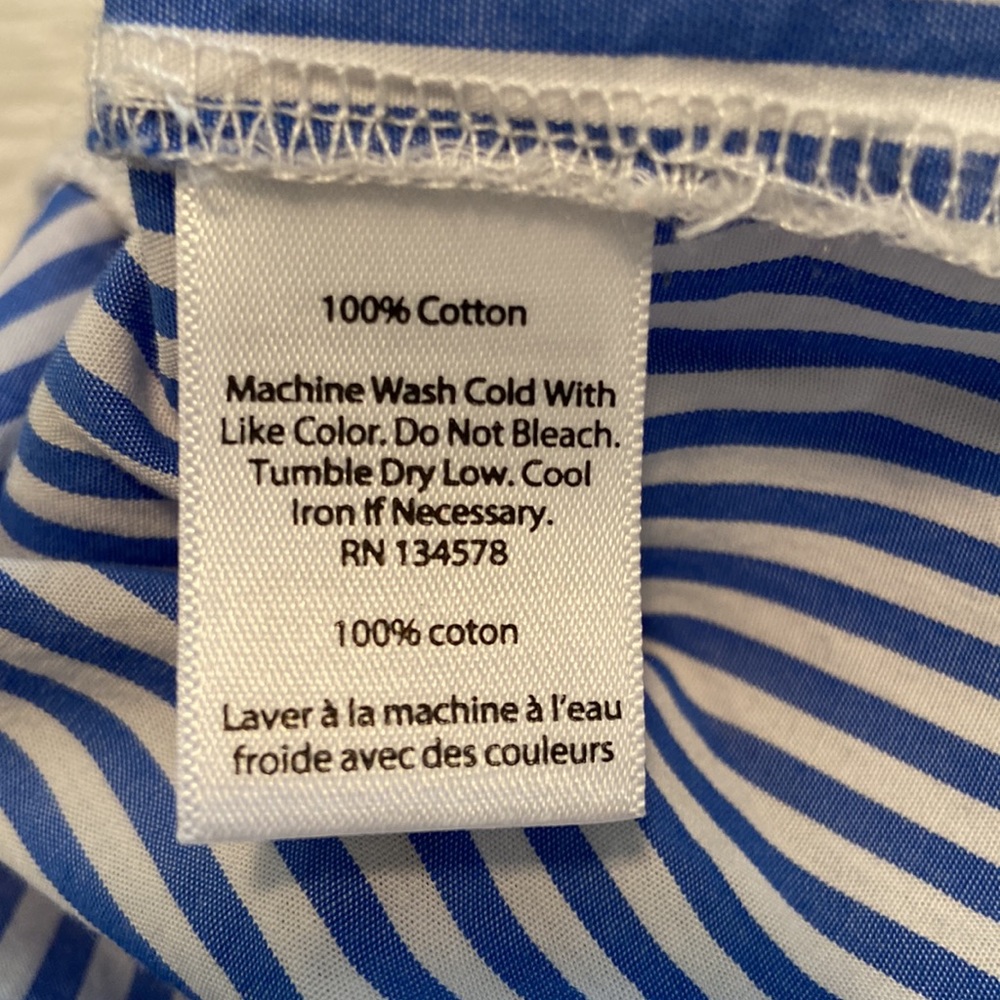 100% Cotton
Machine Wash Cold With
Like Color. Do Not Bleach.
Tumble Dry Low. Cool
Iron If Necessary.
RN 134578
100% coton
Laver à la machine à l'eau
froide avec des couleurs